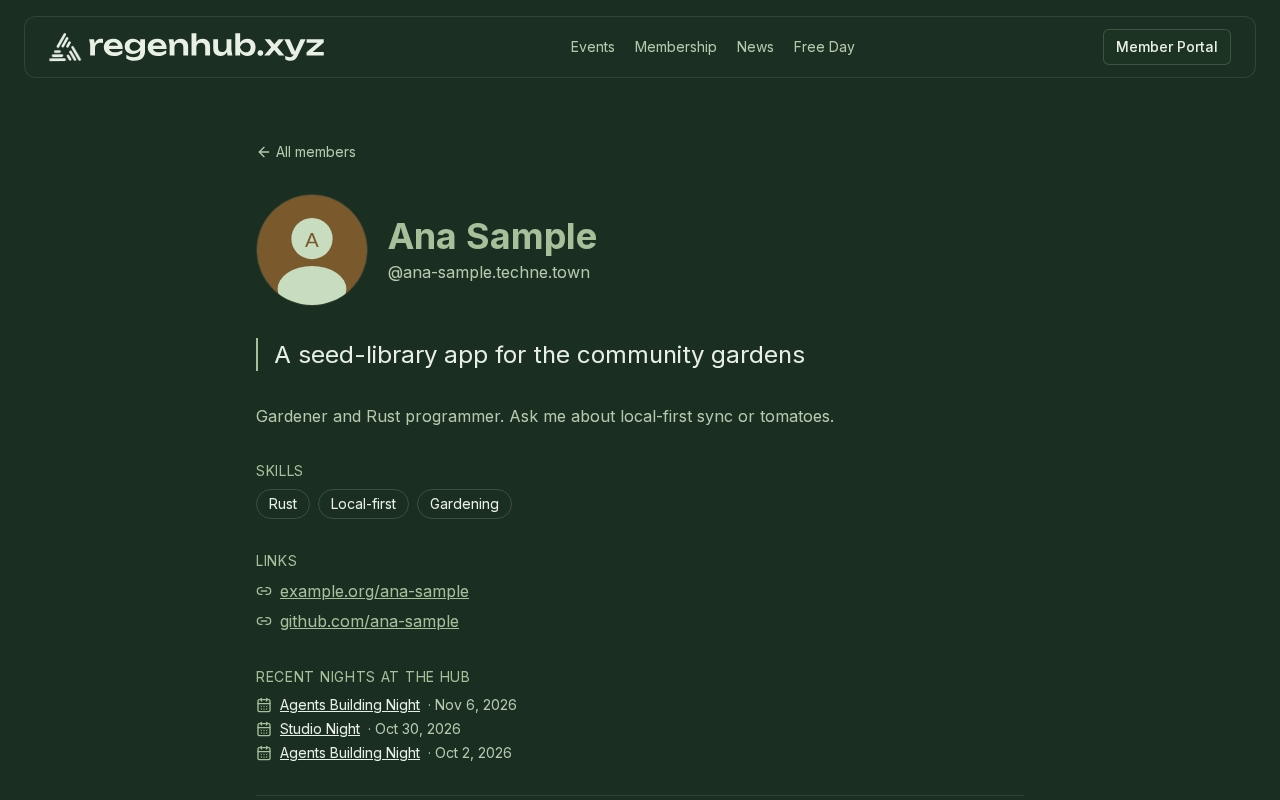 regenhub.xyz
Events Membership News Free Day
Member Portal
All members
A
Ana Sample
@ana-sample.techne.town
A seed-library app for the community gardens
Gardener and Rust programmer. Ask me about local-first sync or tomatoes.
SKILLS
Rust Local-first Gardening
LINKS
example.org/ana-sample
github.com/ana-sample
RECENT NIGHTS AT THE HUB
Agents Building Night · Nov 6, 2026
Studio Night · Oct 30, 2026
Agents Building Night · Oct 2, 2026